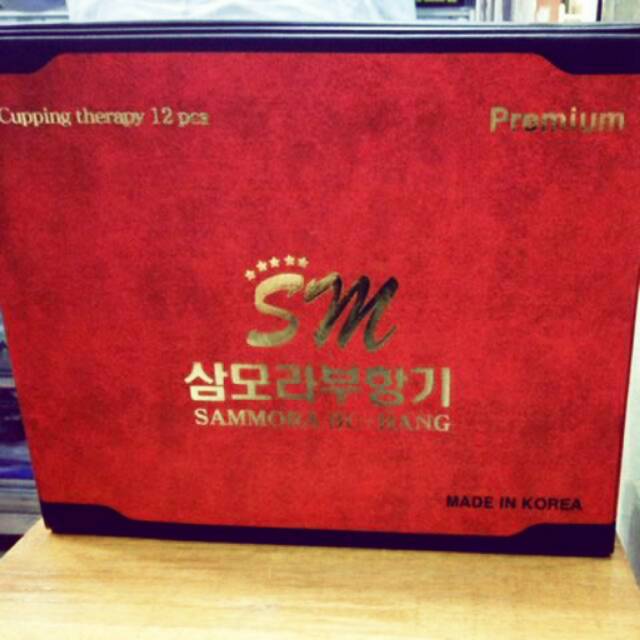 Cupping therapy 12 pcs
Premium
SM
삼모라부항기
SAMMORA BU-HANG
MADE IN KOREA